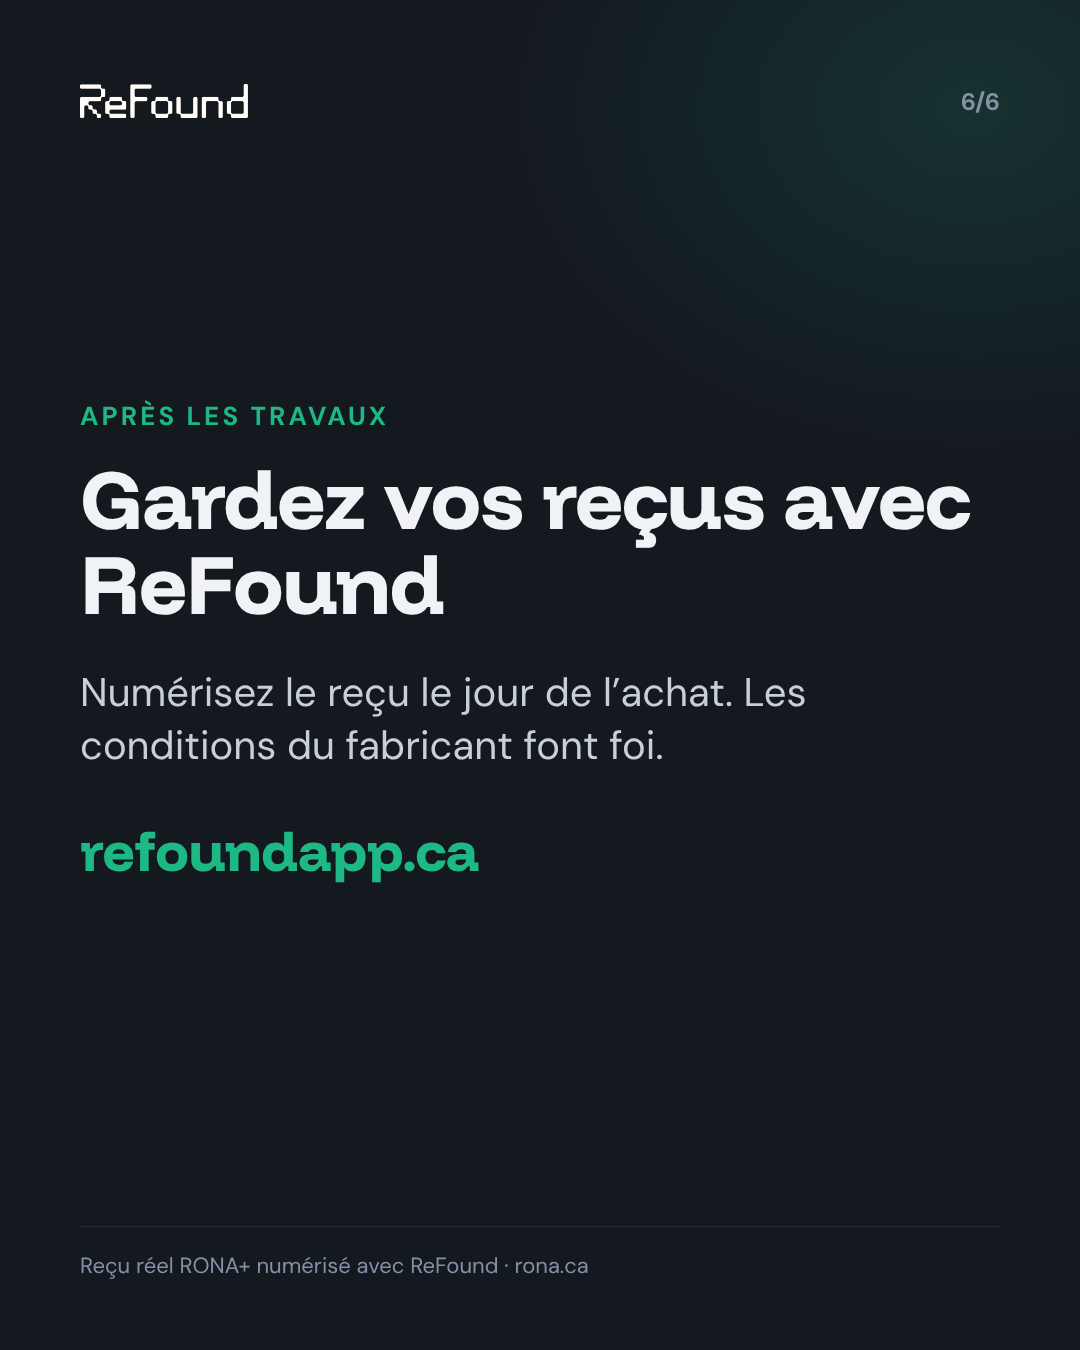 ReFound
6/6
APRÈS LES TRAVAUX
Gardez vos reçus avec
ReFound
Numérisez le reçu le jour de l’achat. Les
conditions du fabricant font foi.
refoundapp.ca
Reçu réel RONA+ numérisé avec ReFound · rona.ca